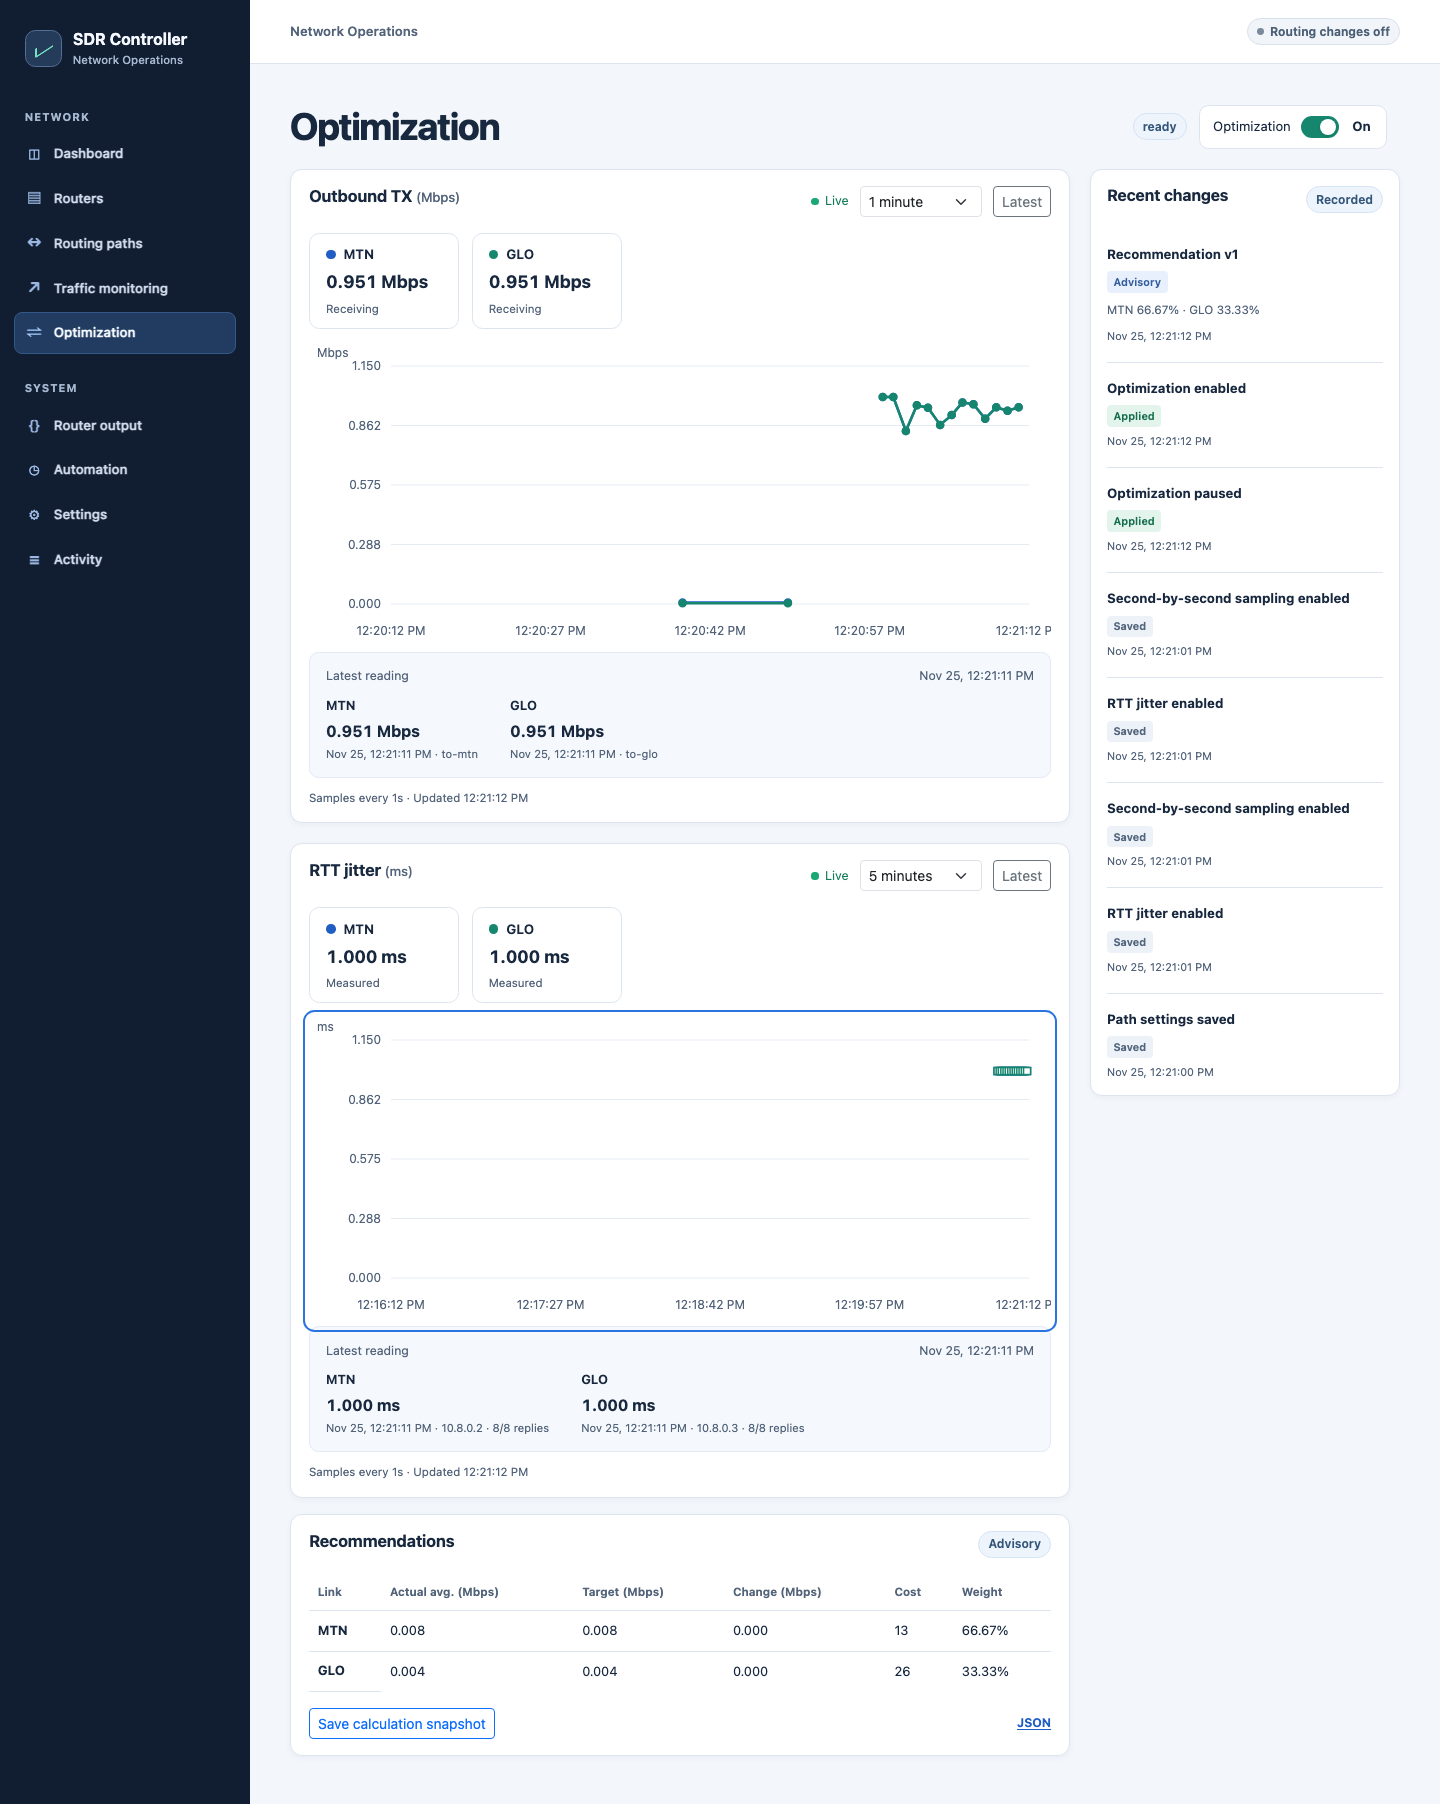 SDR Controller
Network Operations
NETWORK
Dashboard
Routers
Routing paths
Traffic monitoring
Optimization
SYSTEM
{} Router output
Automation
Settings
Activity
Network Operations
Routing changes off
Optimization
ready
Optimization On
Outbound TX (Mbps)
Live
1 minute
Latest
MTN
0.951 Mbps
Receiving
GLO
0.951 Mbps
Receiving
Mbps
1.150
0.862
0.575
0.288
0.000
12:20:12 PM 12:20:27 PM 12:20:42 PM 12:20:57 PM 12:21:12 P
Latest reading Nov 25, 12:21:11 PM
MTN
0.951 Mbps
Nov 25, 12:21:11 PM · to-mtn
GLO
0.951 Mbps
Nov 25, 12:21:11 PM · to-glo
Samples every 1s · Updated 12:21:12 PM
RTT jitter (ms)
Live
5 minutes
Latest
MTN
1.000 ms
Measured
GLO
1.000 ms
Measured
ms
1.150
0.862
0.575
0.288
0.000
12:16:12 PM 12:17:27 PM 12:18:42 PM 12:19:57 PM 12:21:12 P
Latest reading Nov 25, 12:21:11 PM
MTN
1.000 ms
Nov 25, 12:21:11 PM · 10.8.0.2 · 8/8 replies
GLO
1.000 ms
Nov 25, 12:21:11 PM · 10.8.0.3 · 8/8 replies
Samples every 1s · Updated 12:21:12 PM
Recommendations
Advisory
Link Actual avg. (Mbps) Target (Mbps) Change (Mbps) Cost Weight
MTN 0.008 0.008 0.000 13 66.67%
GLO 0.004 0.004 0.000 26 33.33%
Save calculation snapshot
JSON
Recent changes
Recorded
Recommendation v1
Advisory
MTN 66.67% · GLO 33.33%
Nov 25, 12:21:12 PM
Optimization enabled
Applied
Nov 25, 12:21:12 PM
Optimization paused
Applied
Nov 25, 12:21:12 PM
Second-by-second sampling enabled
Saved
Nov 25, 12:21:01 PM
RTT jitter enabled
Saved
Nov 25, 12:21:01 PM
Second-by-second sampling enabled
Saved
Nov 25, 12:21:01 PM
RTT jitter enabled
Saved
Nov 25, 12:21:01 PM
Path settings saved
Saved
Nov 25, 12:21:00 PM